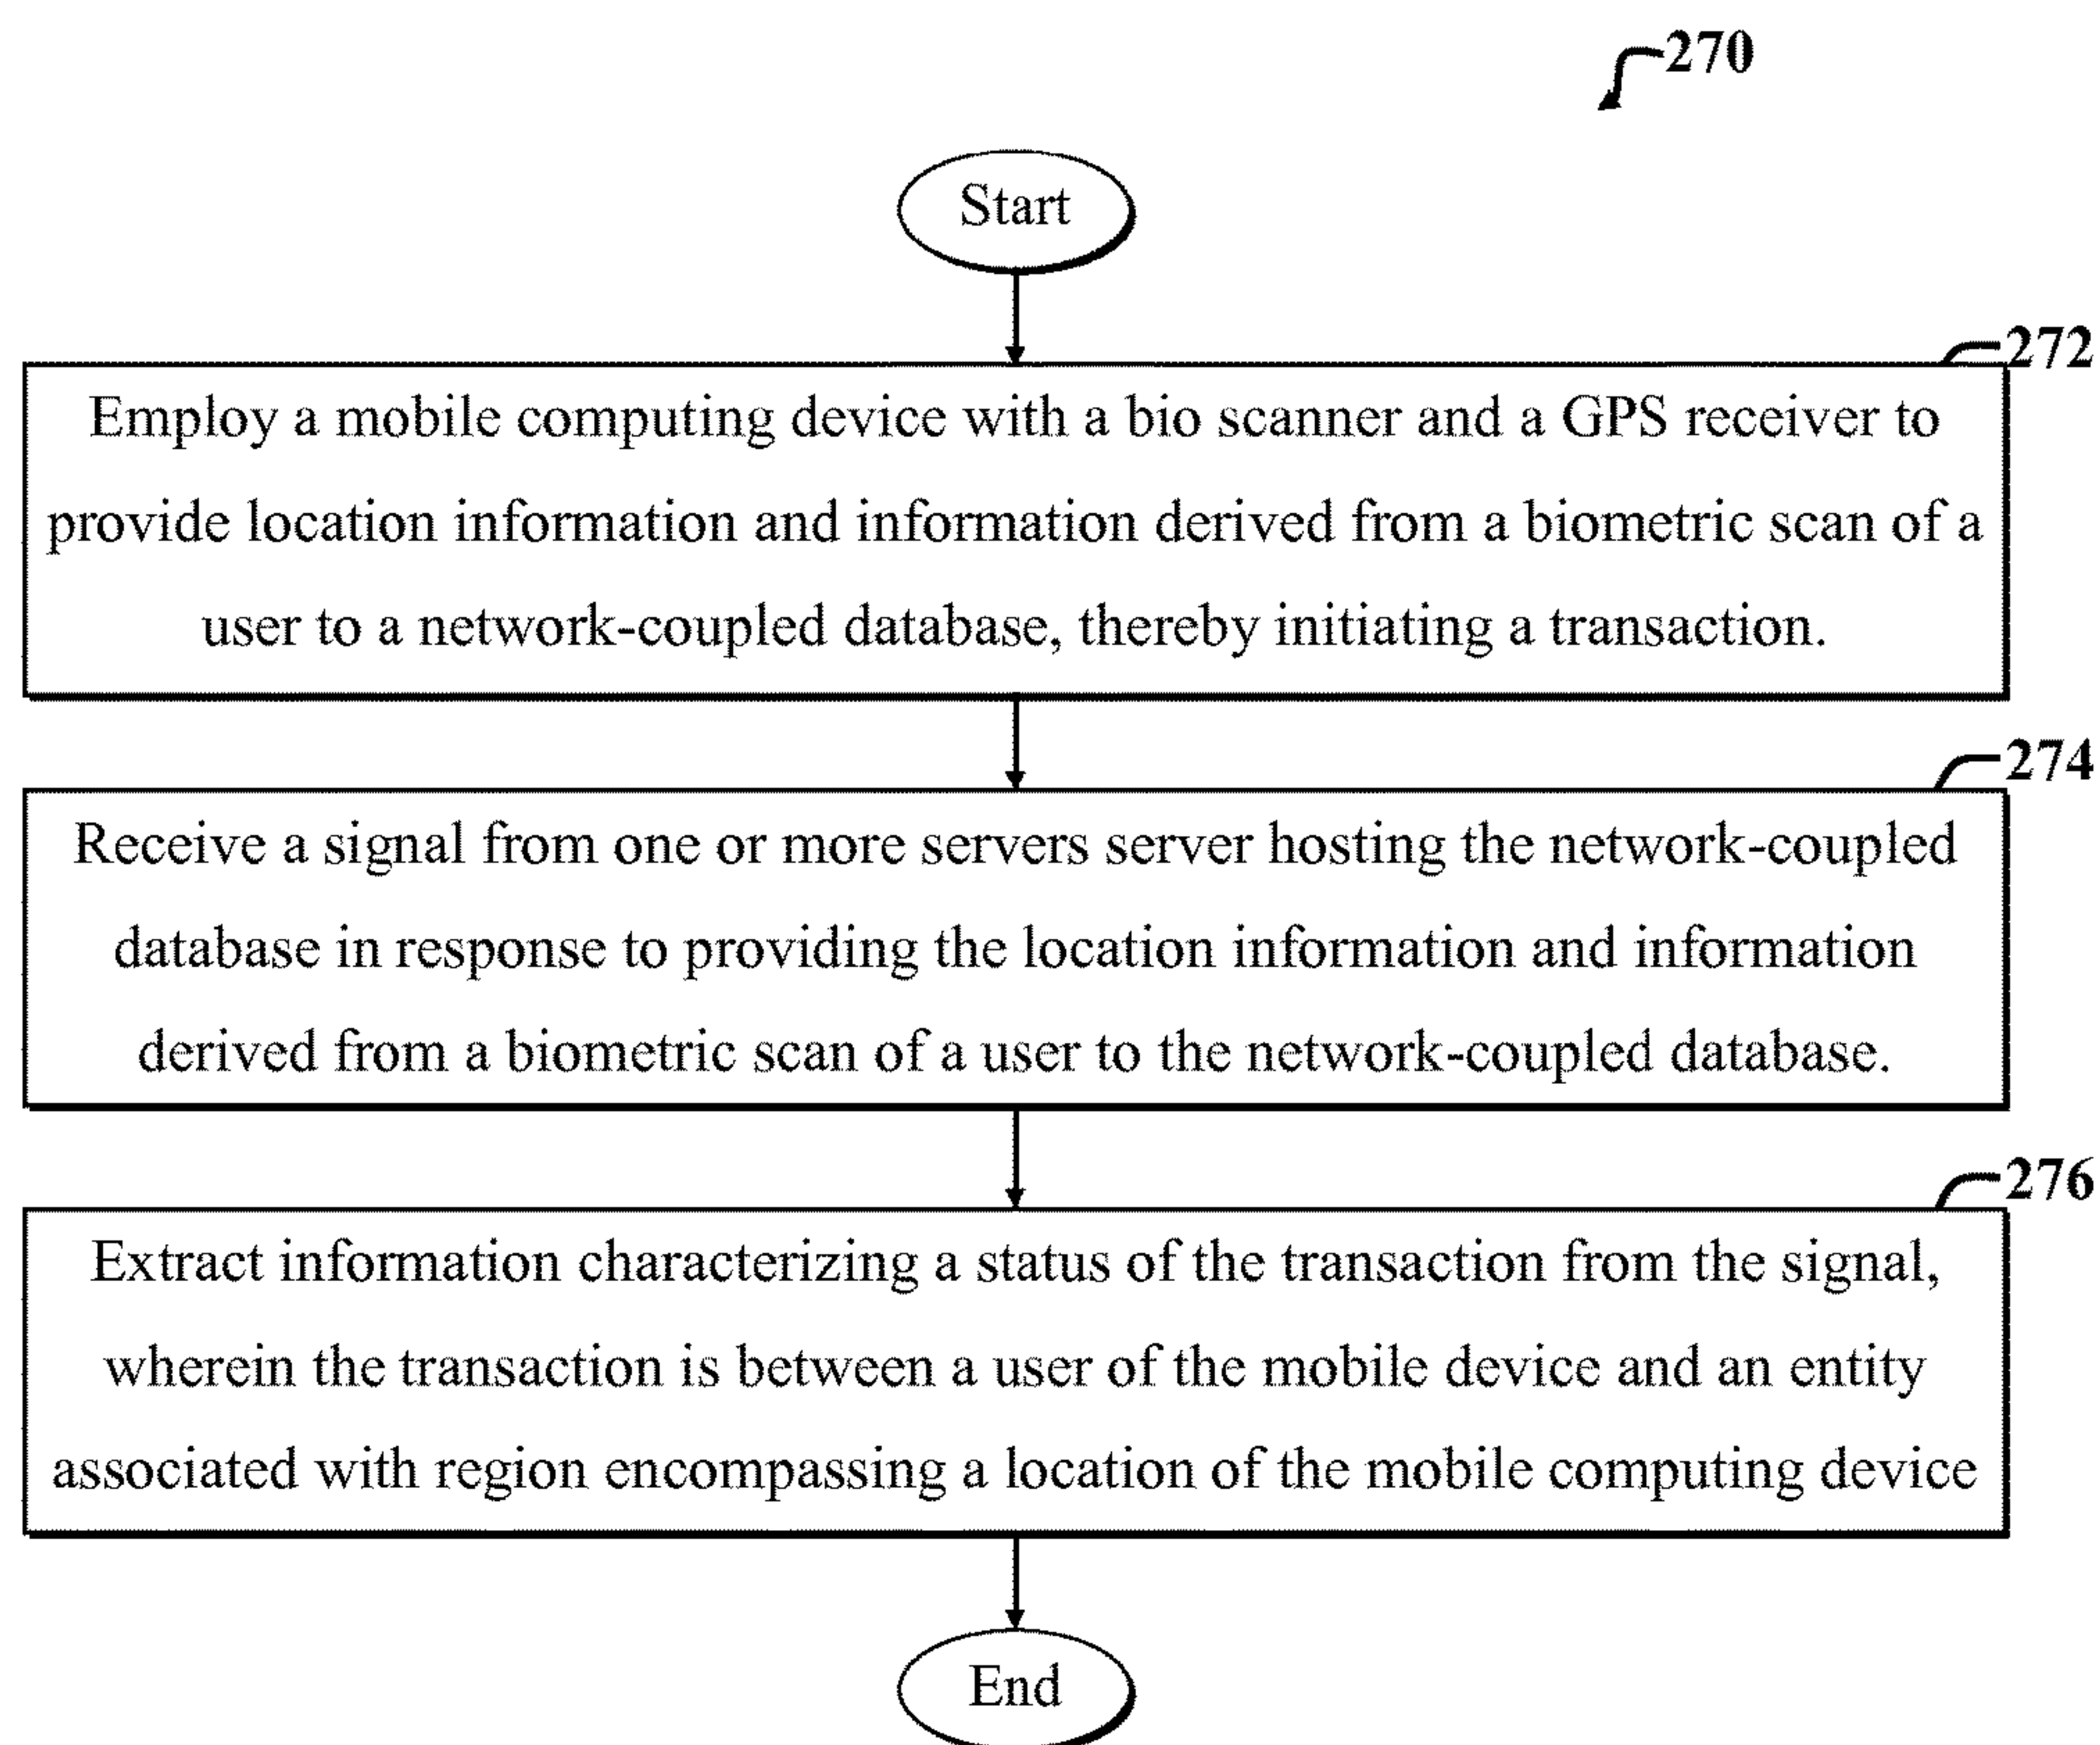 270
Start
272
Employ a mobile computing device with a bio scanner and a GPS receiver to
provide location information and information derived from a biometric scan of a
user to a network-coupled database, thereby initiating a transaction.
274
Receive a signal from one or more servers server hosting the network-coupled
database in response to providing the location information and information
derived from a biometric scan of a user to the network-coupled database.
276
Extract information characterizing a status of the transaction from the signal,
wherein the transaction is between a user of the mobile device and an entity
associated with region encompassing a location of the mobile computing device
End